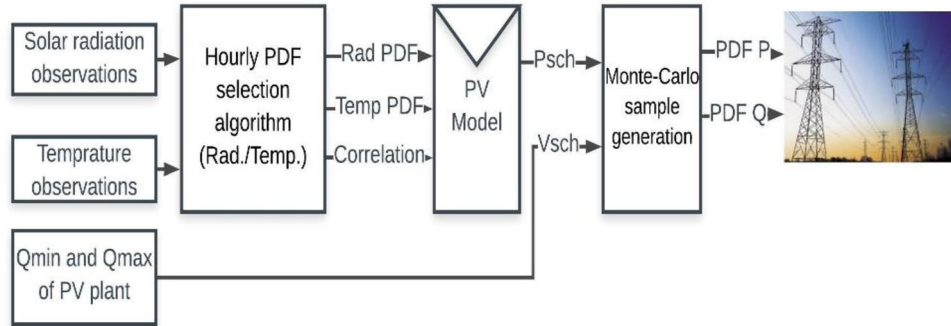 Solar radiation
observations
Temprature
observations
Qmin and Qmax
of PV plant
Hourly PDF
selection
algorithm
(Rad./Temp.)
Rad PDF
Temp PDF
Correlation
PV
Model
Psch
Vsch
Monte-Carlo
sample
generation
PDF P
PDF Q